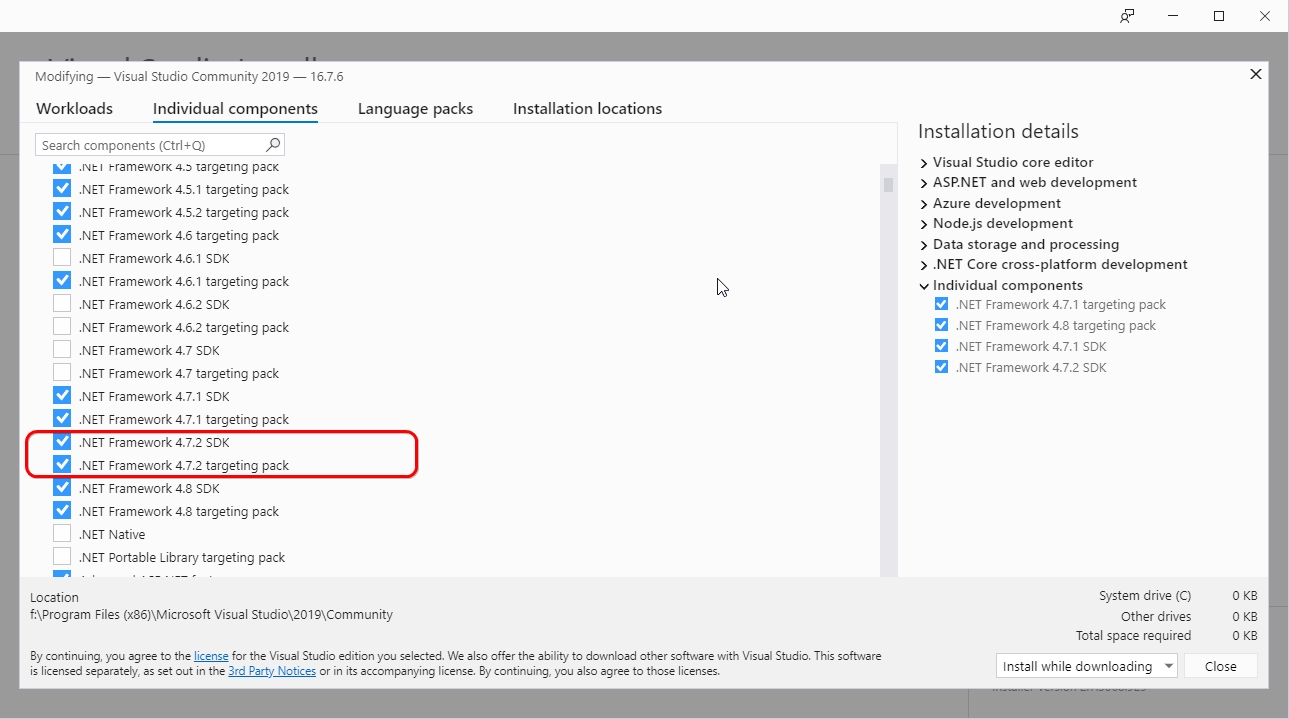 Modifying — Visual Studio Community 2019 — 16.7.6
Workloads Individual components Language packs Installation locations
Search components (Ctrl+Q)
.NET Framework 4.5 targeting pack
.NET Framework 4.5.1 targeting pack
.NET Framework 4.5.2 targeting pack
.NET Framework 4.6 targeting pack
.NET Framework 4.6.1 SDK
.NET Framework 4.6.1 targeting pack
.NET Framework 4.6.2 SDK
.NET Framework 4.6.2 targeting pack
.NET Framework 4.7 SDK
.NET Framework 4.7 targeting pack
.NET Framework 4.7.1 SDK
.NET Framework 4.7.1 targeting pack
.NET Framework 4.7.2 SDK
.NET Framework 4.7.2 targeting pack
.NET Framework 4.8 SDK
.NET Framework 4.8 targeting pack
.NET Native
.NET Portable Library targeting pack
Installation details
Visual Studio core editor
ASP.NET and web development
Azure development
Node.js development
Data storage and processing
.NET Core cross-platform development
Individual components
.NET Framework 4.7.1 targeting pack
.NET Framework 4.8 targeting pack
.NET Framework 4.7.1 SDK
.NET Framework 4.7.2 SDK
Location
f:\Program Files (x86)\Microsoft Visual Studio\2019\Community
System drive (C) 0 KB
Other drives 0 KB
Total space required 0 KB
By continuing, you agree to the license for the Visual Studio edition you selected. We also offer the ability to download other software with Visual Studio. This software
is licensed separately, as set out in the 3rd Party Notices or in its accompanying license. By continuing, you also agree to those licenses.
Install while downloading Close